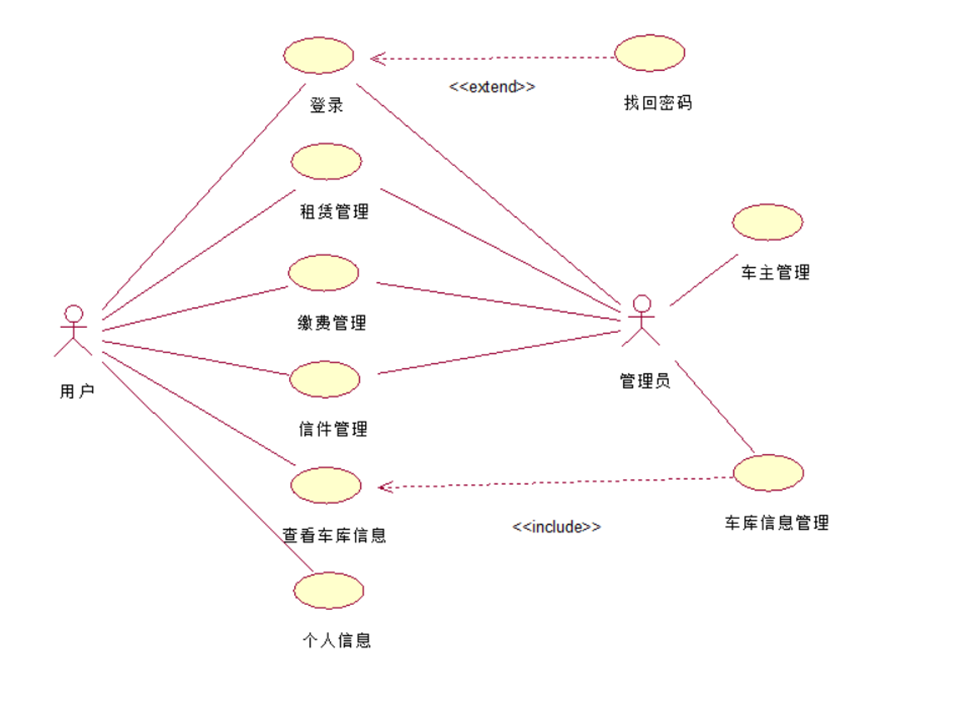 <<extend>>
登录
找回密码
租赁管理
车主管理
缴费管理
用户
管理员
信件管理
<<include>>
车库信息管理
查看车库信息
个人信息